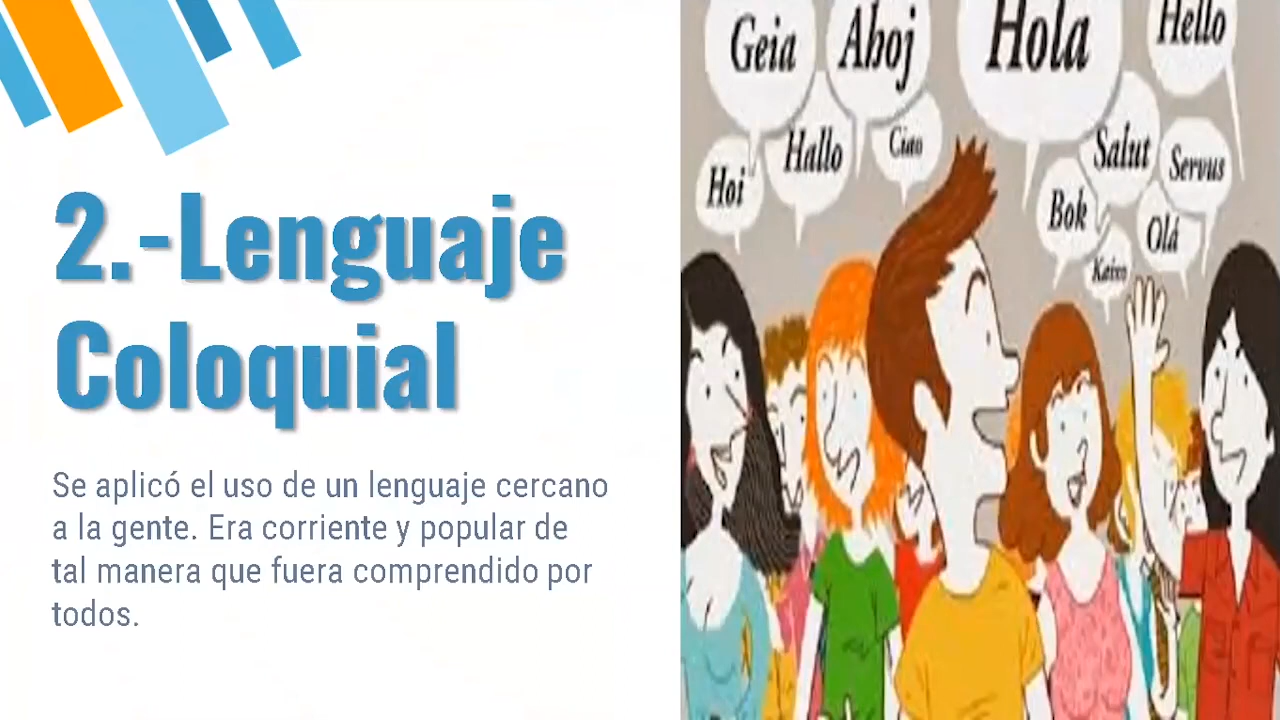 2.-Lenguaje
Coloquial
Se aplicó el uso de un lenguaje cercano
a la gente. Era corriente y popular de
tal manera que fuera comprendido por
todos.
Geia
Ahoj
Hola
Hello
Hoi
Hallo
Ciao
Salut
Servus
Bok
Olá
Kaixo